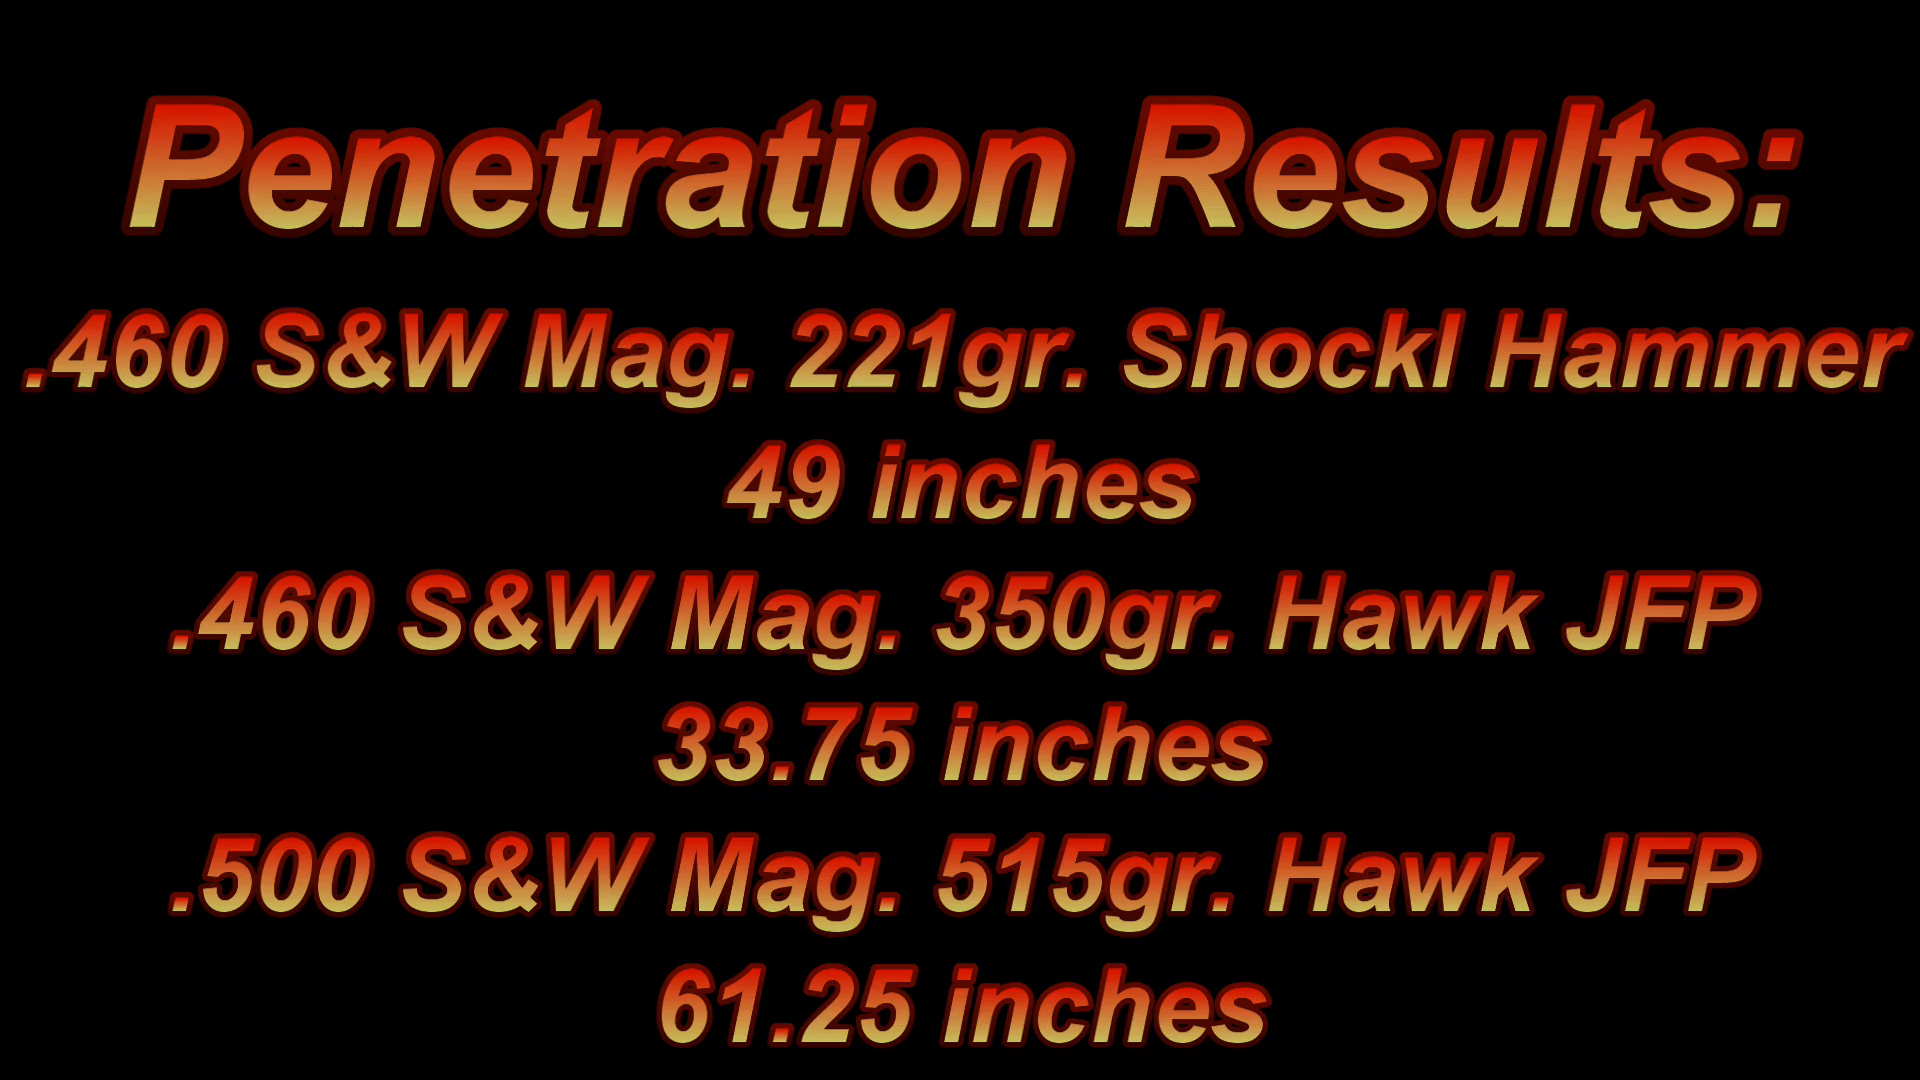 Penetration Results:
.460 S&W Mag. 221gr. Shockl Hammer
49 inches
.460 S&W Mag. 350gr. Hawk JFP
33.75 inches
.500 S&W Mag. 515gr. Hawk JFP
61.25 inches